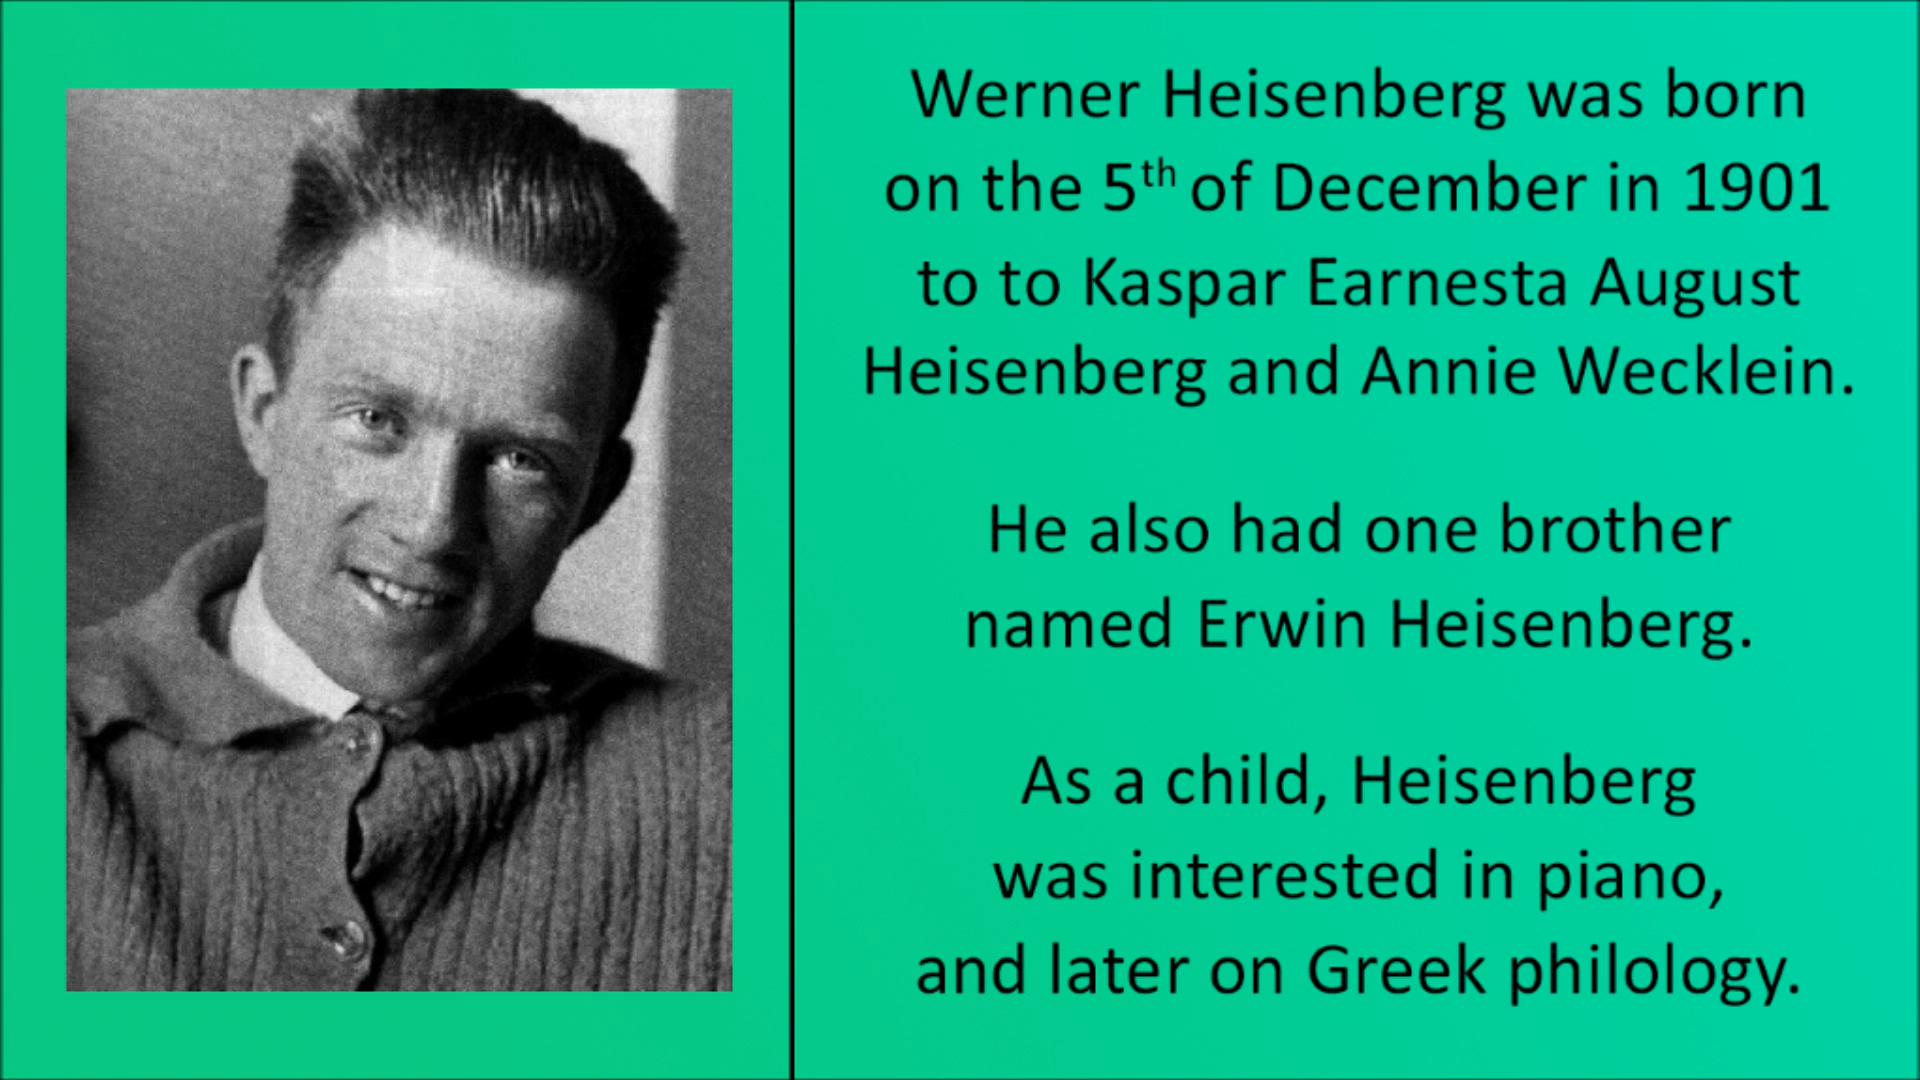 Werner Heisenberg was born
on the 5th of December in 1901
to to Kaspar Earnesta August
Heisenberg and Annie Wecklein.
He also had one brother
named Erwin Heisenberg.
As a child, Heisenberg
was interested in piano,
and later on Greek philology.